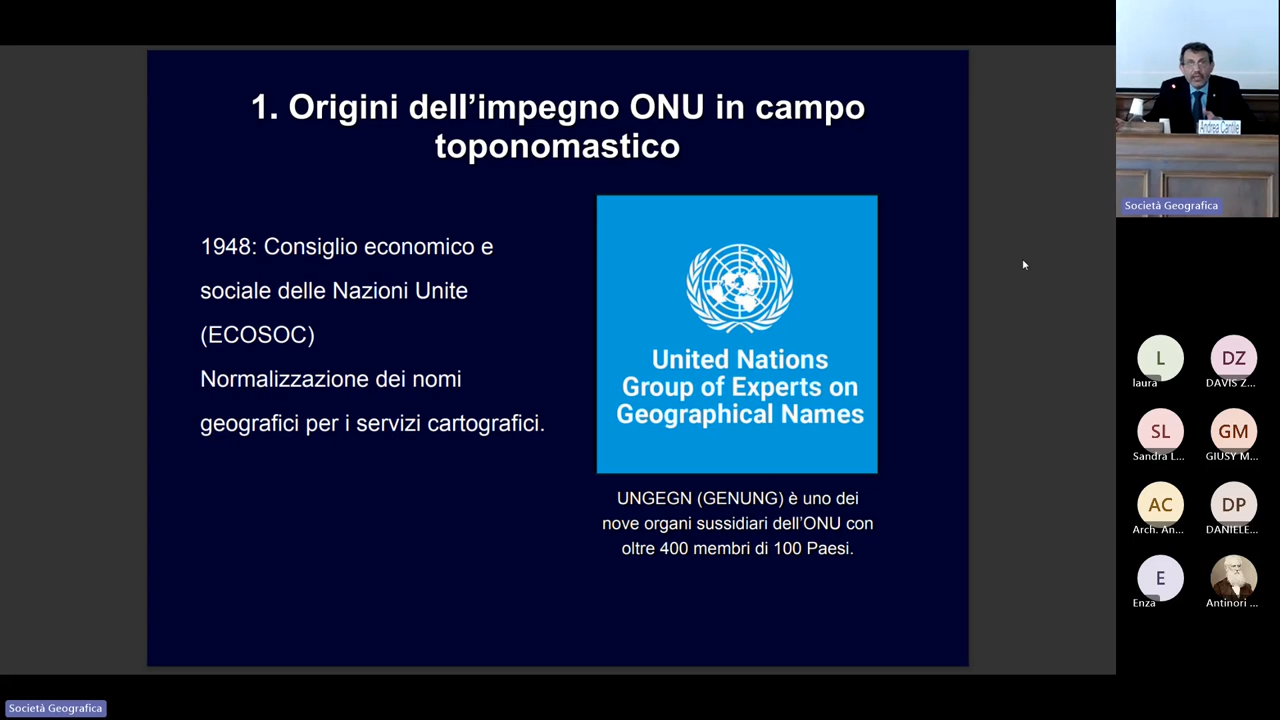 1. Origini dell’impegno ONU in campo
toponomastico
1948: Consiglio economico e
sociale delle Nazioni Unite
(ECOSOC)
Normalizzazione dei nomi
geografici per i servizi cartografici.
United Nations
Group of Experts on
Geographical Names
UNGEGN (GENUNG) è uno dei
nove organi sussidiari dell’ONU con
oltre 400 membri di 100 Paesi.
Andrea Cantile
Società Geografica
L
laura
DZ
DAVIS Z...
SL
Sandra L...
GM
GIUSY M...
AC
Arch. An...
DP
DANIELE...
E
Enza
Antinori ...
Società Geografica